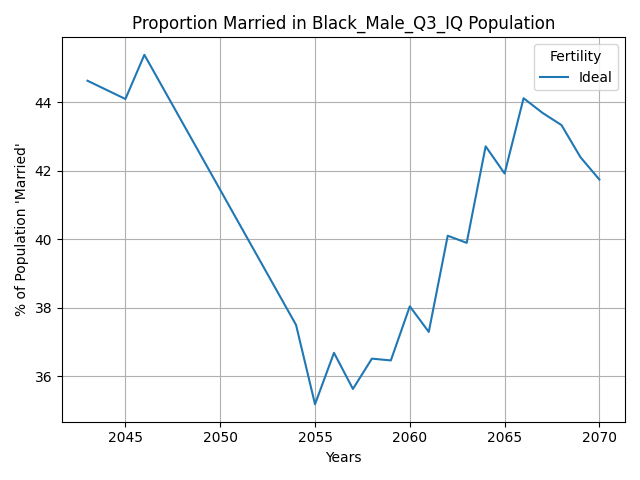 Proportion Married in Black_Male_Q3_IQ Population
Fertility
Ideal
% of Population 'Married'
44
42
40
38
36
2045 2050 2055 2060 2065 2070
Years